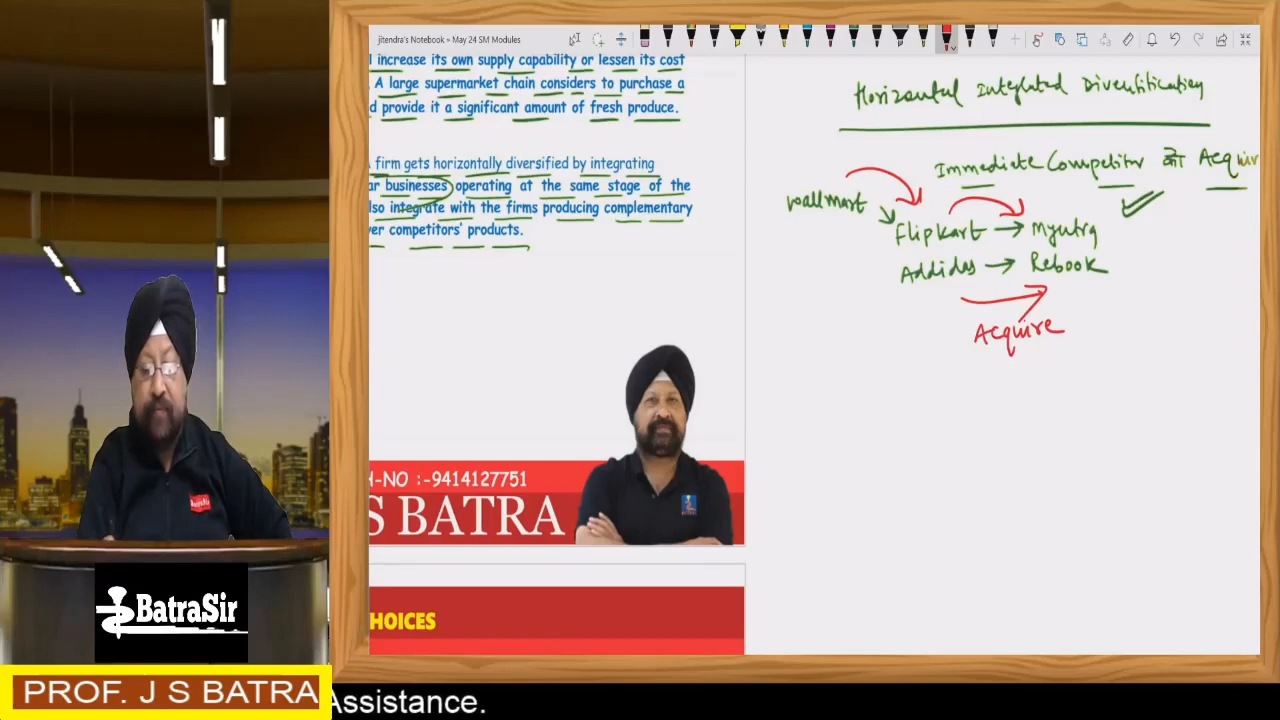 jitendra's Notebook » May 24 SM Modules
increase its own supply capability or lessen its cost
A large supermarket chain considers to purchase a
d provide it a significant amount of fresh produce.
firm gets horizontally diversified by integrating
ar businesses operating at the same stage of the
lso integrate with the firms producing complementary
ver competitors' products.
H-NO :-9414127751
S BATRA
HOICES
Horizontal Integrated Diversification
Immediate Competitor को Acquir
Wallmart
Flipkart → Myntra
Addidas → Rebook
Acquire
BatraSir
PROF. J S BATRA
Assistance.